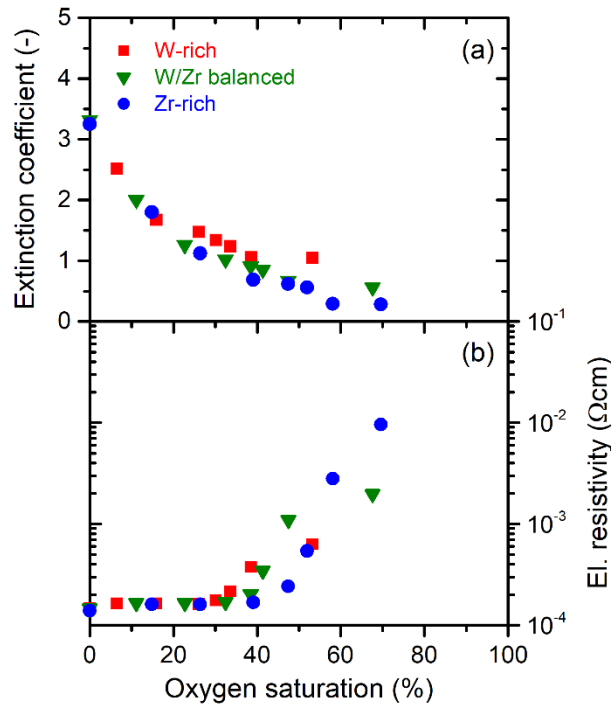 5
(a)
W-rich
4
W/Zr balanced
Zr-rich
3
2
1
0
Extinction coefficient (-)
10⁻¹
(b)
10⁻²
10⁻³
10⁻⁴
El. resistivity (Ωcm)
0 20 40 60 80 100
Oxygen saturation (%)